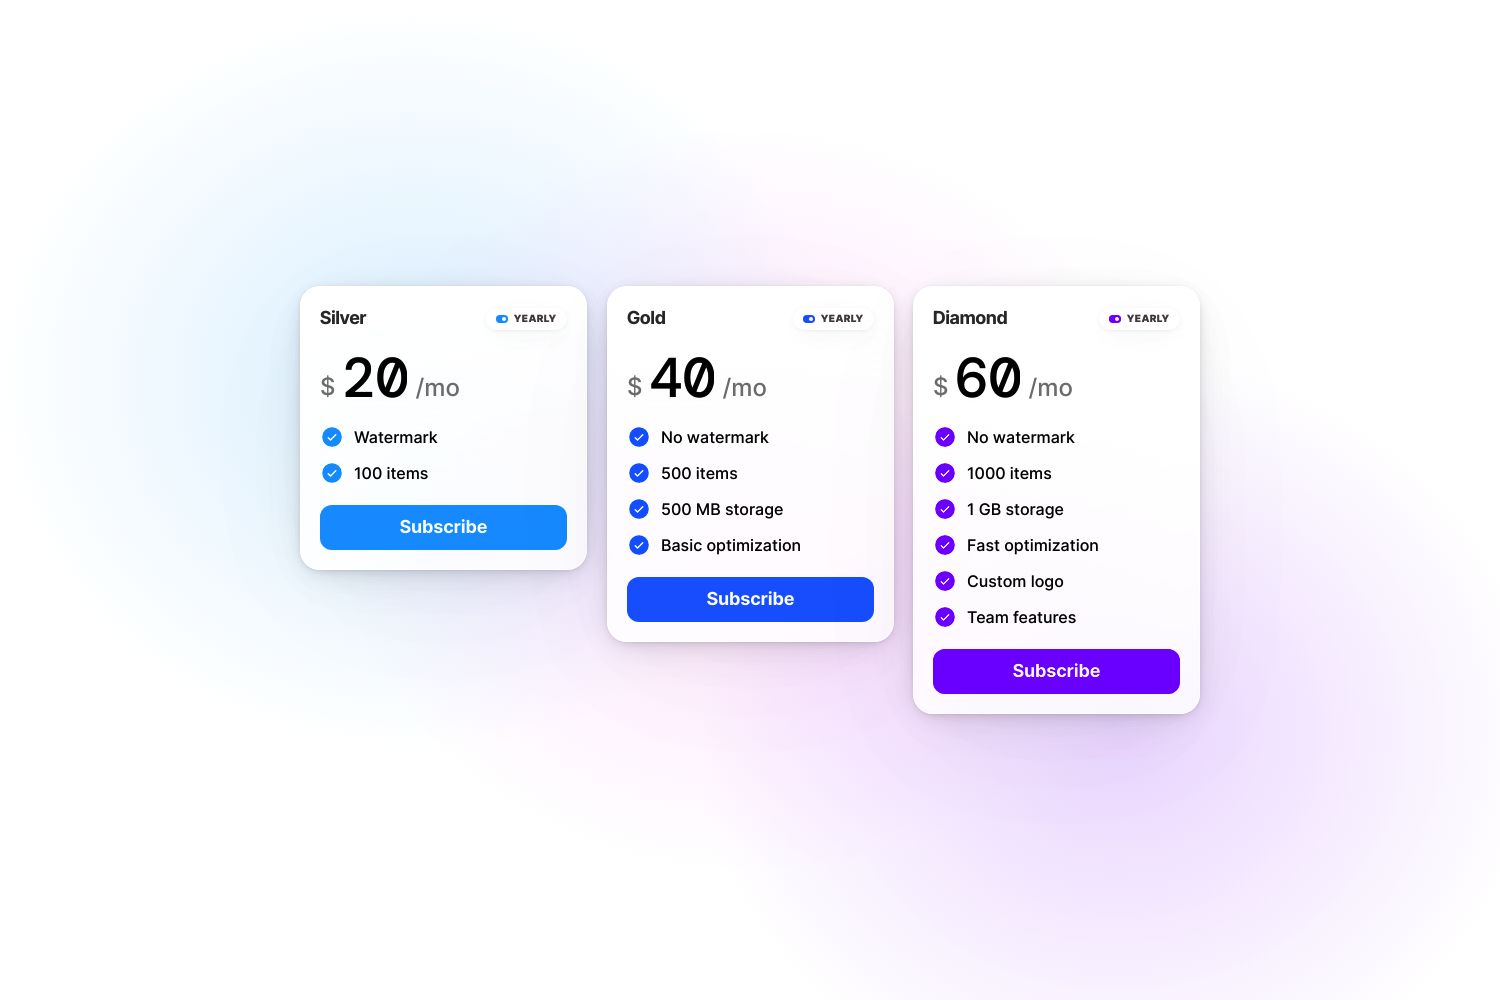 Silver
YEARLY
$ 20 /mo
Watermark
100 items
Subscribe
Gold
YEARLY
$ 40 /mo
No watermark
500 items
500 MB storage
Basic optimization
Subscribe
Diamond
YEARLY
$ 60 /mo
No watermark
1000 items
1 GB storage
Fast optimization
Custom logo
Team features
Subscribe